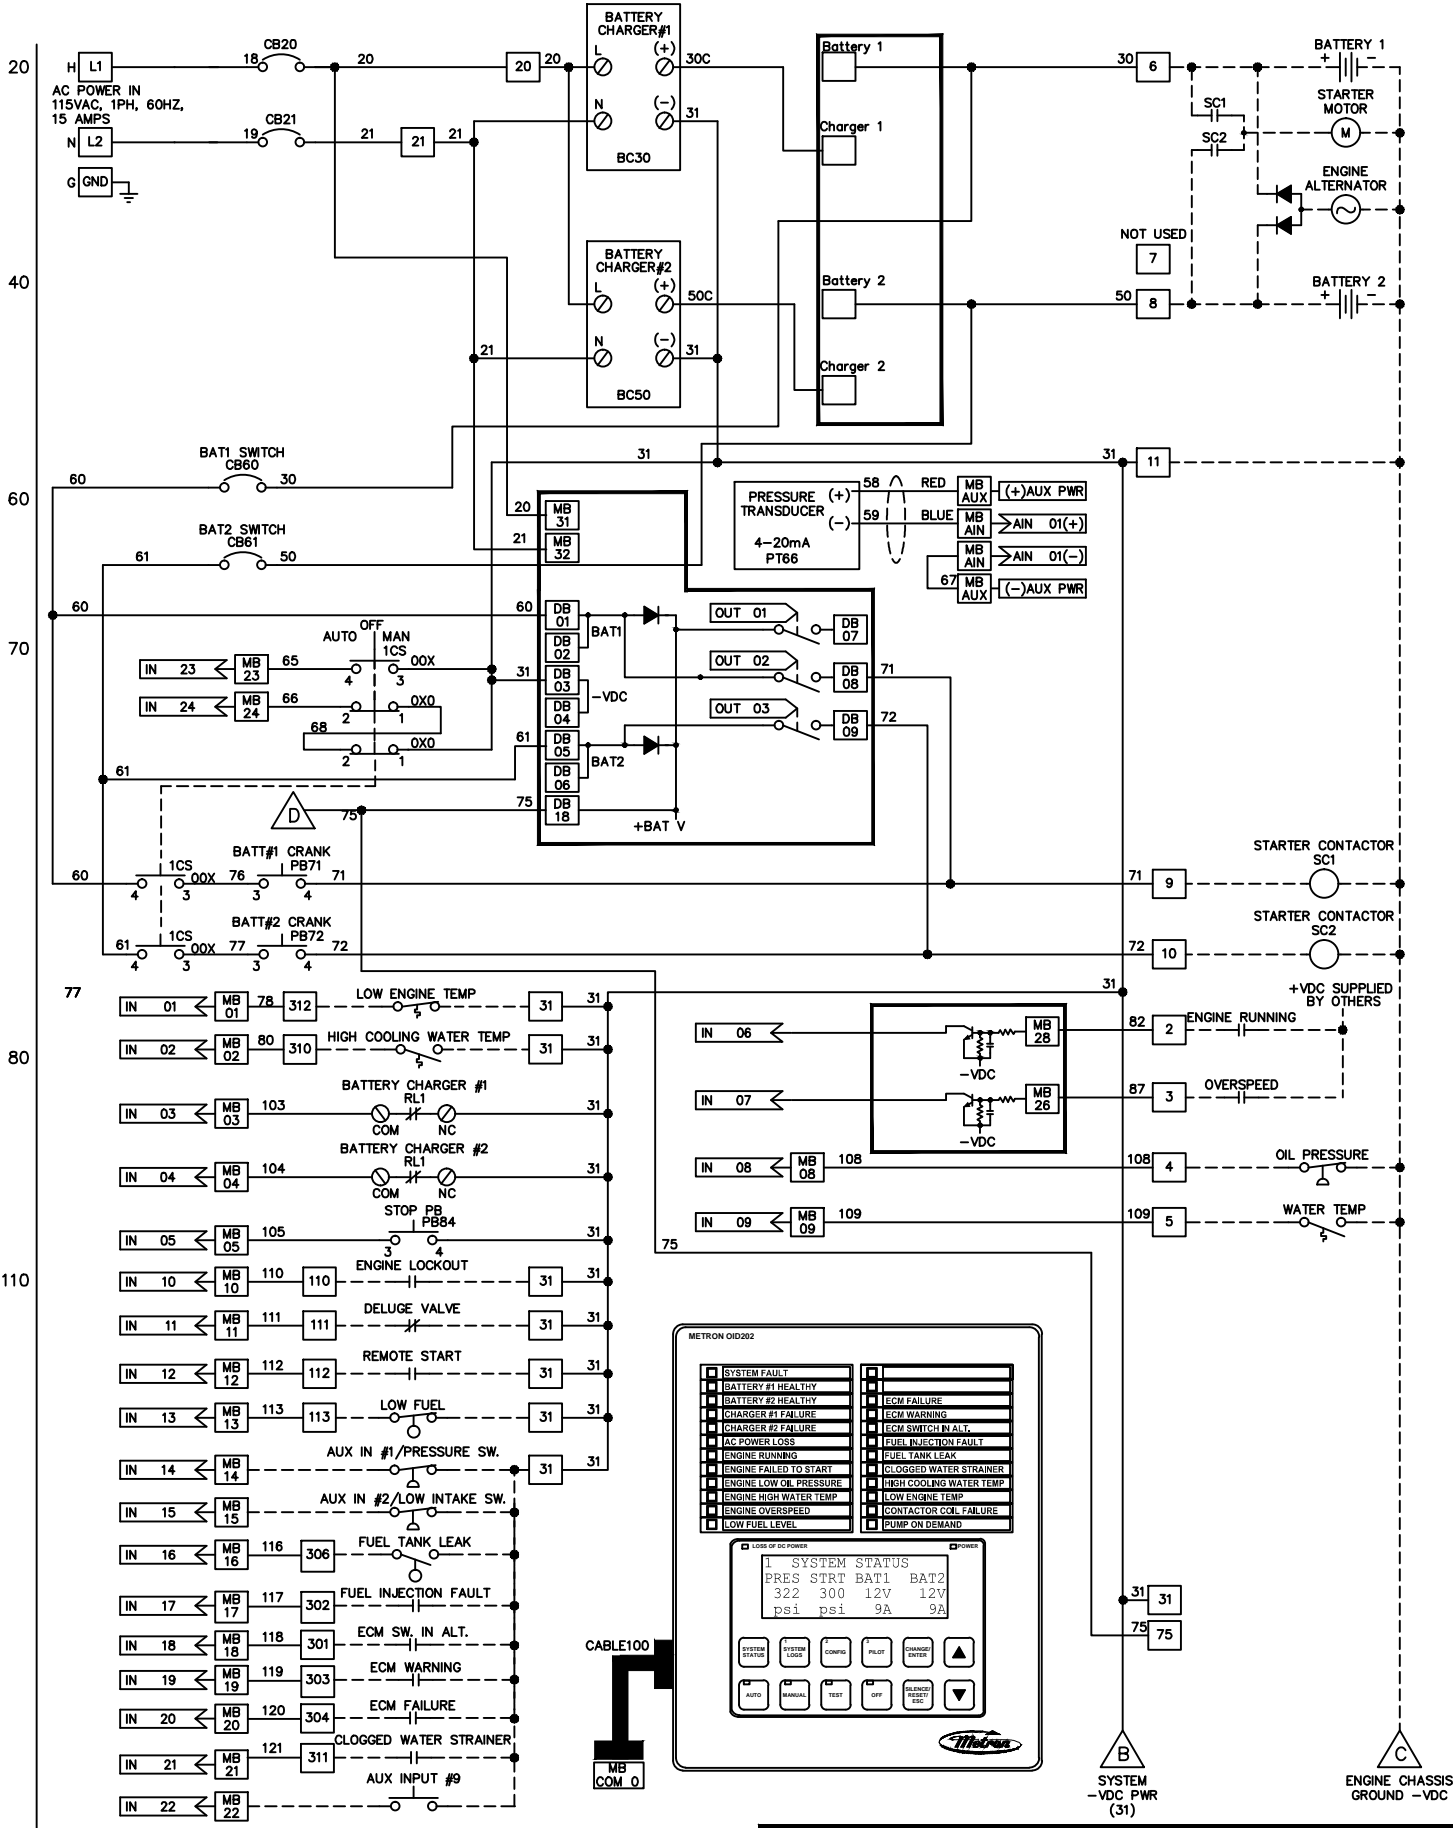 20
H L1
18
CB20
20
20
20
AC POWER IN
115VAC, 1PH, 60HZ,
15 AMPS
N L2
19
CB21
21
21
21
G GND
BATTERY
CHARGER#1
L
(+)
30C
N
(−)
31
BC30
Battery 1
Charger 1
30
6
BATTERY 1
+ −
SC1
STARTER
MOTOR
M
SC2
ENGINE
ALTERNATOR
NOT USED
7
40
BATTERY
CHARGER#2
L
(+)
50C
N
21
(−)
31
BC50
Battery 2
Charger 2
50
8
BATTERY 2
+ −
31
31
11
BAT1 SWITCH
CB60
60
30
60
BAT2 SWITCH
CB61
61
50
20
MB
31
21
MB
32
PRESSURE
TRANSDUCER
(+)
(−)
4−20mA
PT66
58
RED
MB
AUX
(+)AUX PWR
59
BLUE
MB
AIN
AIN 01(+)
MB
AIN
AIN 01(−)
67
MB
AUX
(−)AUX PWR
60
60
DB
01
BAT1
DB
02
31
DB
03
−VDC
DB
04
61
DB
05
BAT2
DB
06
75
DB
18
+BAT V
OUT 01
DB
07
OUT 02
DB
08
71
OUT 03
DB
09
72
70
OFF
AUTO MAN
1CS
IN 23
MB
23
65
4 3
00X
IN 24
MB
24
66
2 1
0X0
68
2 1
0X0
61
D
75
BATT#1 CRANK
PB71
60
1CS
4 3
00X
76
3 4
71
71
9
STARTER CONTACTOR
SC1
BATT#2 CRANK
PB72
61
1CS
4 3
00X
77
3 4
72
72
10
STARTER CONTACTOR
SC2
77
31
IN 01
MB
01
78
312
LOW ENGINE TEMP
31
31
80
IN 02
MB
02
80
310
HIGH COOLING WATER TEMP
31
31
BATTERY CHARGER #1
RL1
IN 03
MB
03
103
COM NC
31
BATTERY CHARGER #2
RL1
IN 04
MB
04
104
COM NC
31
STOP PB
PB84
IN 05
MB
05
105
3 4
31
110
IN 10
MB
10
110
110
ENGINE LOCKOUT
31
31
IN 11
MB
11
111
111
DELUGE VALVE
31
31
IN 12
MB
12
112
112
REMOTE START
31
31
IN 13
MB
13
113
113
LOW FUEL
31
31
IN 14
MB
14
AUX IN #1/PRESSURE SW.
31
31
IN 15
MB
15
AUX IN #2/LOW INTAKE SW.
IN 16
MB
16
116
306
FUEL TANK LEAK
IN 17
MB
17
117
302
FUEL INJECTION FAULT
IN 18
MB
18
118
301
ECM SW. IN ALT.
IN 19
MB
19
119
303
ECM WARNING
IN 20
MB
20
120
304
ECM FAILURE
IN 21
MB
21
121
311
CLOGGED WATER STRAINER
IN 22
MB
22
AUX INPUT #9
IN 06
−VDC
MB
28
82
2
ENGINE RUNNING
+VDC SUPPLIED
BY OTHERS
IN 07
−VDC
MB
26
87
3
OVERSPEED
IN 08
MB
08
108
108
4
OIL PRESSURE
IN 09
MB
09
109
109
5
WATER TEMP
75
METRON OID202
SYSTEM FAULT
BATTERY #1 HEALTHY
BATTERY #2 HEALTHY
CHARGER #1 FAILURE
CHARGER #2 FAILURE
AC POWER LOSS
ENGINE RUNNING
ENGINE FAILED TO START
ENGINE LOW OIL PRESSURE
ENGINE HIGH WATER TEMP
ENGINE OVERSPEED
LOW FUEL LEVEL
ECM FAILURE
ECM WARNING
ECM SWITCH IN ALT.
FUEL INJECTION FAULT
FUEL TANK LEAK
CLOGGED WATER STRAINER
HIGH COOLING WATER TEMP
LOW ENGINE TEMP
CONTACTOR COIL FAILURE
PUMP ON DEMAND
LOSS OF DC POWER
POWER
1 SYSTEM STATUS
PRES STRT BAT1 BAT2
322 300 12V 12V
psi psi 9A 9A
SYSTEM
STATUS
1
SYSTEM
LOGS
2
CONFIG
3
PILOT
CHANGE/
ENTER
AUTO
MANUAL
TEST
OFF
SILENCE/
RESET/
ESC
Metron
CABLE100
MB
COM 0
31
31
75
75
B
SYSTEM
−VDC PWR
(31)
C
ENGINE CHASSIS
GROUND −VDC